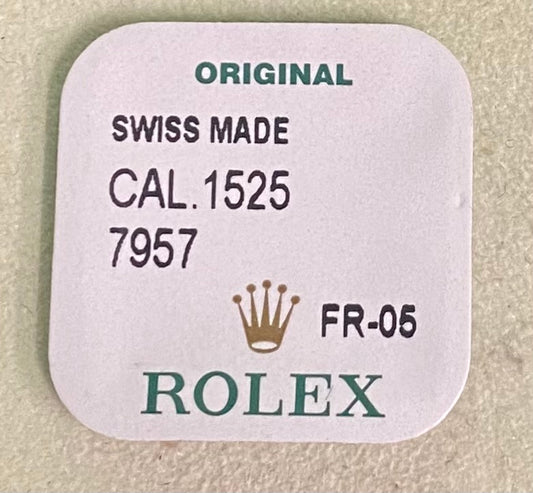 ORIGINAL
SWISS MADE
CAL.1525
7957
FR-05
ROLEX